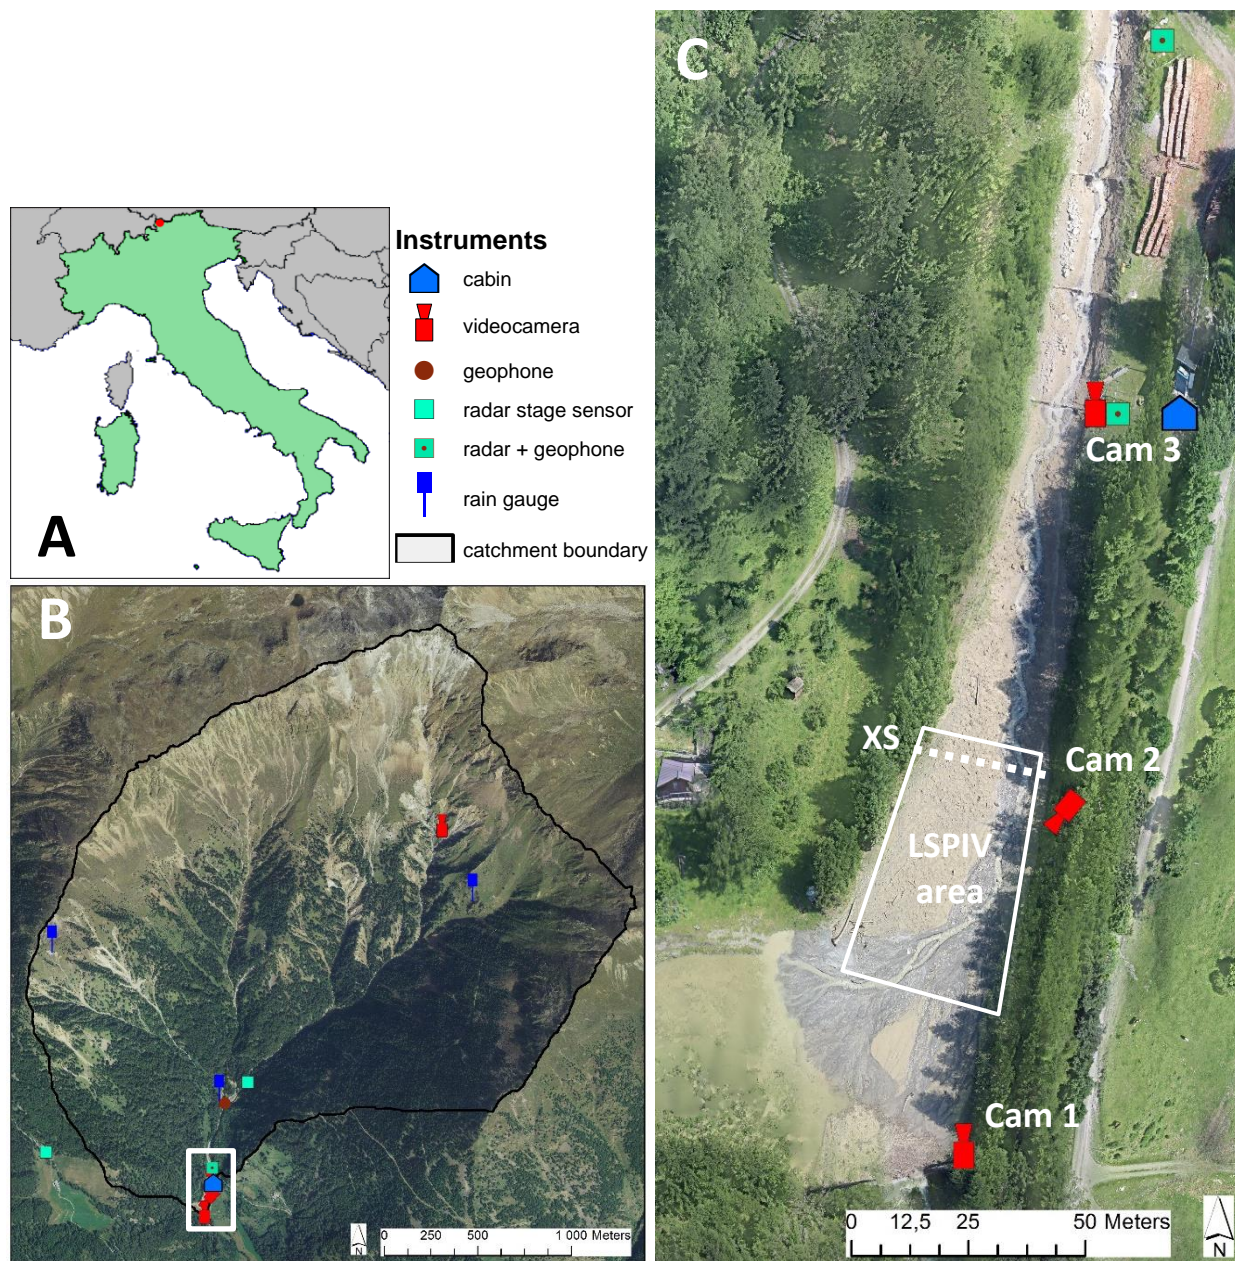 A
Instruments
cabin
videocamera
geophone
radar stage sensor
radar + geophone
rain gauge
catchment boundary
B
N
0 250 500 1 000 Meters
C
Cam 3
XS
Cam 2
LSPIV
area
Cam 1
0 12,5 25 50 Meters
N